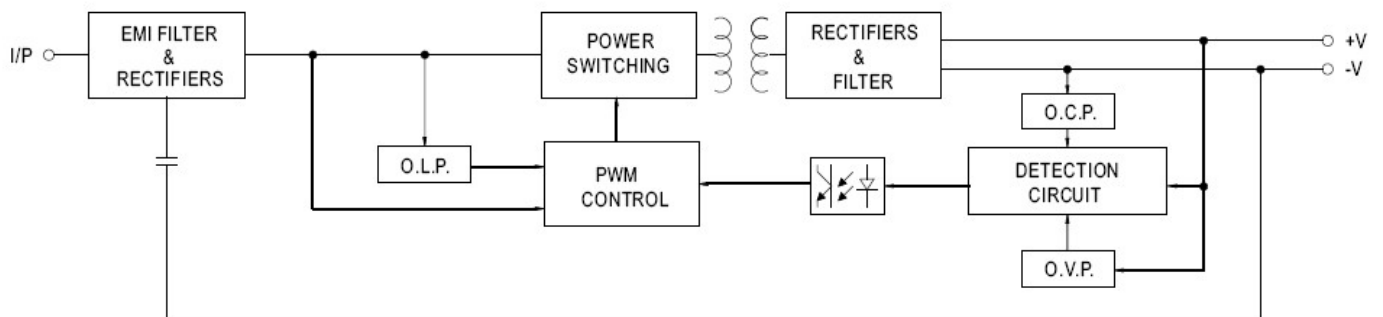 I/P
EMI FILTER
&
RECTIFIERS
POWER
SWITCHING
RECTIFIERS
&
FILTER
+V
-V
O.C.P.
O.L.P.
PWM
CONTROL
DETECTION
CIRCUIT
O.V.P.